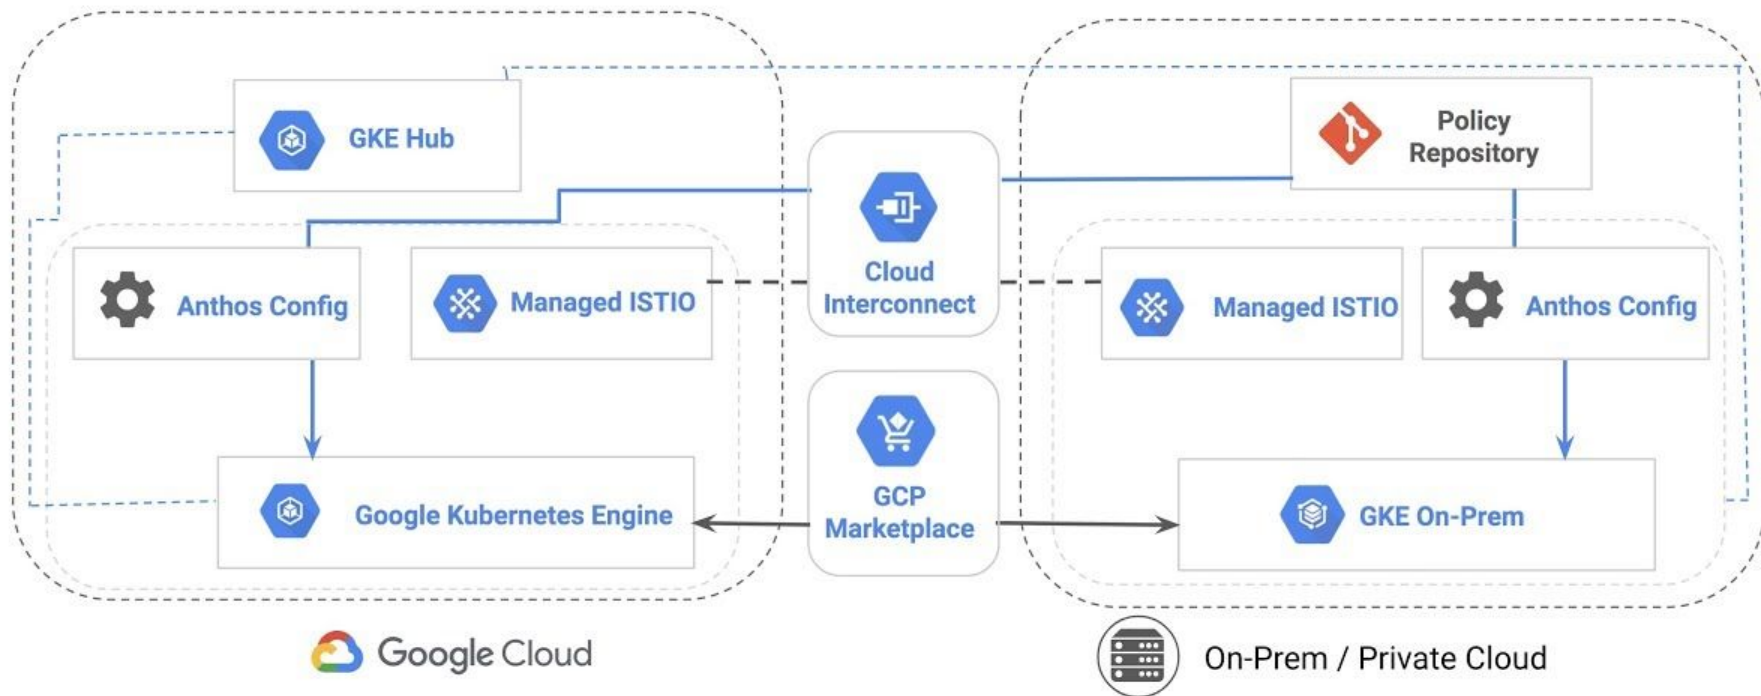 GKE Hub
Policy
Repository
Anthos Config
Managed ISTIO
Cloud
Interconnect
Managed ISTIO
Anthos Config
Google Kubernetes Engine
GCP
Marketplace
GKE On-Prem
Google Cloud
On-Prem / Private Cloud